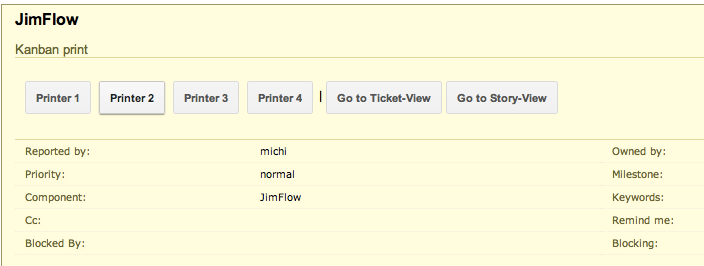 JimFlow
Kanban print
Printer 1 Printer 2 Printer 3 Printer 4 | Go to Ticket-View Go to Story-View
Reported by: michi Owned by:
Priority: normal Milestone:
Component: JimFlow Keywords:
Cc: Remind me:
Blocked By: Blocking: